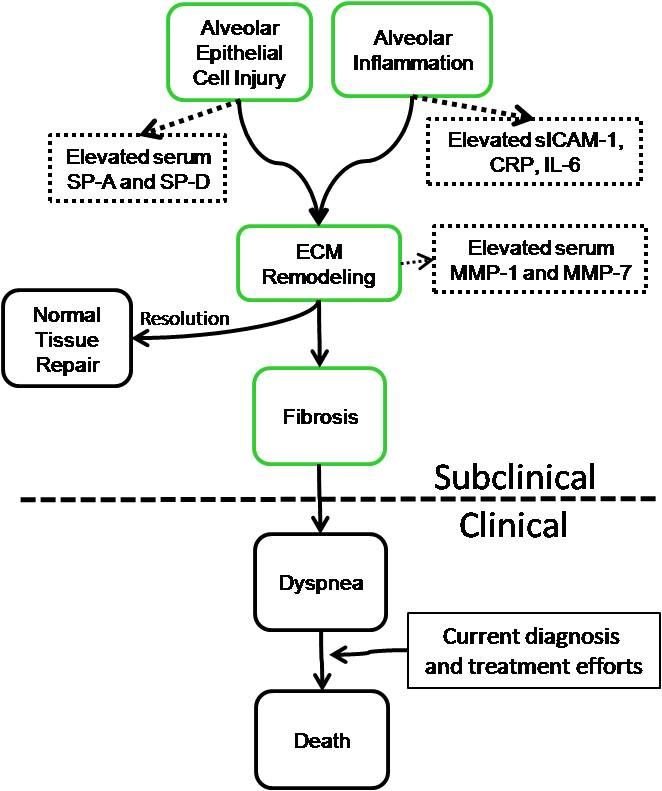 Alveolar
Epithelial
Cell Injury
Alveolar
Inflammation
Elevated serum
SP-A and SP-D
Elevated sICAM-1,
CRP, IL-6
ECM
Remodeling
Elevated serum
MMP-1 and MMP-7
Normal
Tissue
Repair
Resolution
Fibrosis
Subclinical
Clinical
Dyspnea
Current diagnosis
and treatment efforts
Death